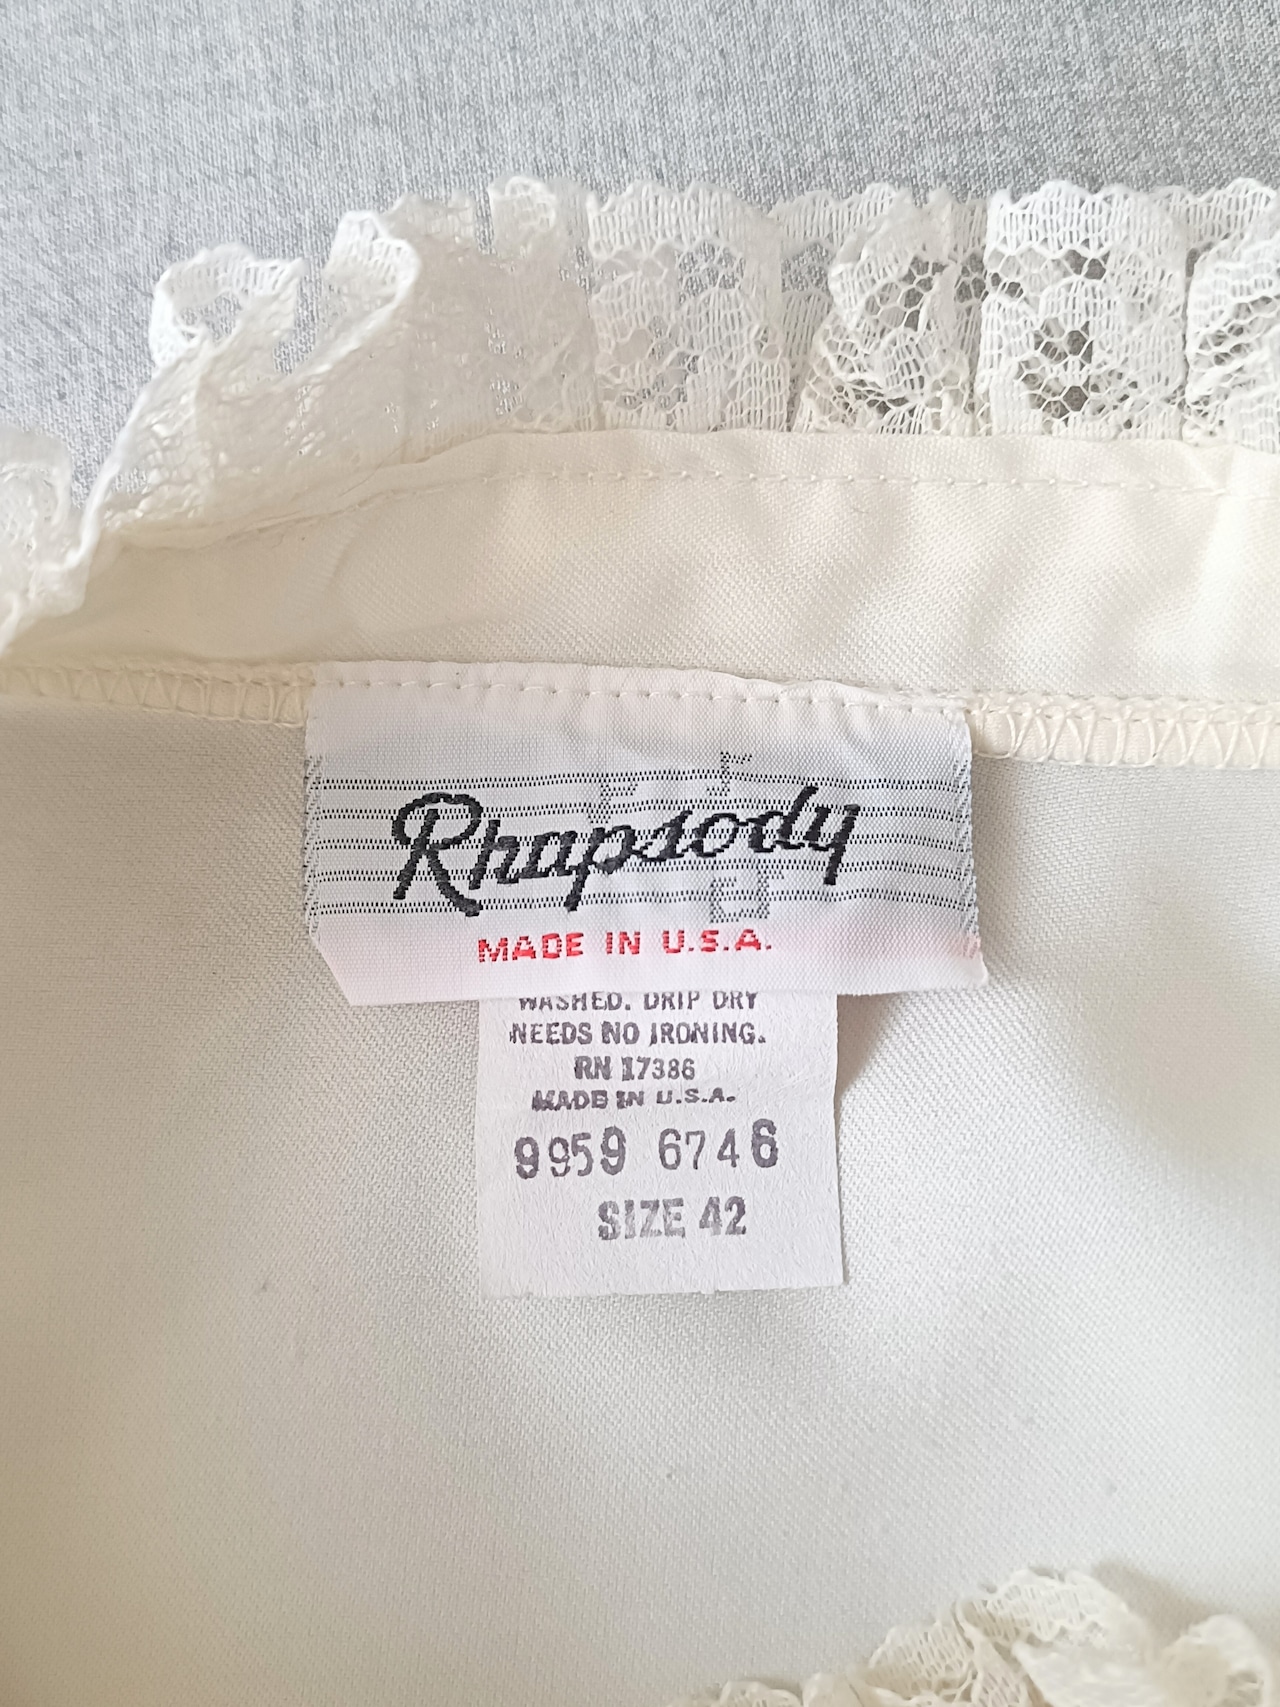 Rhapsody
MADE IN U.S.A.
WASHED. DRIP DRY
NEEDS NO IRONING.
RN 17386
MADE IN U.S.A.
9959 6746
SIZE 42